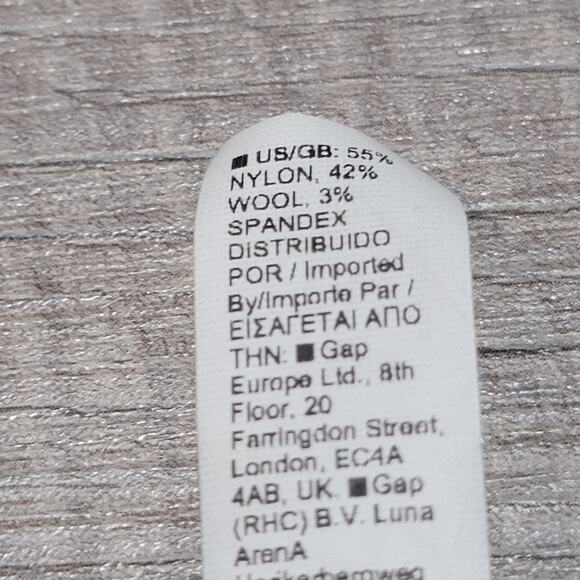 ■ US/GB: 55%
NYLON, 42%
WOOL, 3%
SPANDEX
DISTRIBUIDO
POR / Imported
By/Importe Par /
ΕΙΣΑΓΕΤΑΙ ΑΠΟ
ΤΗΝ: ■ Gap
Europe Ltd., 8th
Floor, 20
Farringdon Street,
London, EC4A
4AB, UK. ■ Gap
(RHC) B.V. Luna
ArenA